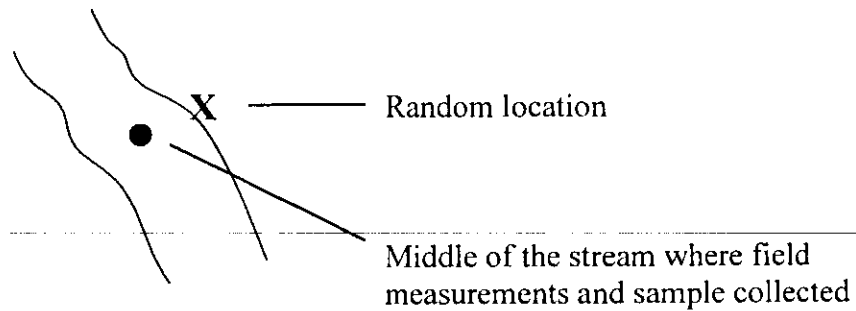 X
Random location
Middle of the stream where field
measurements and sample collected